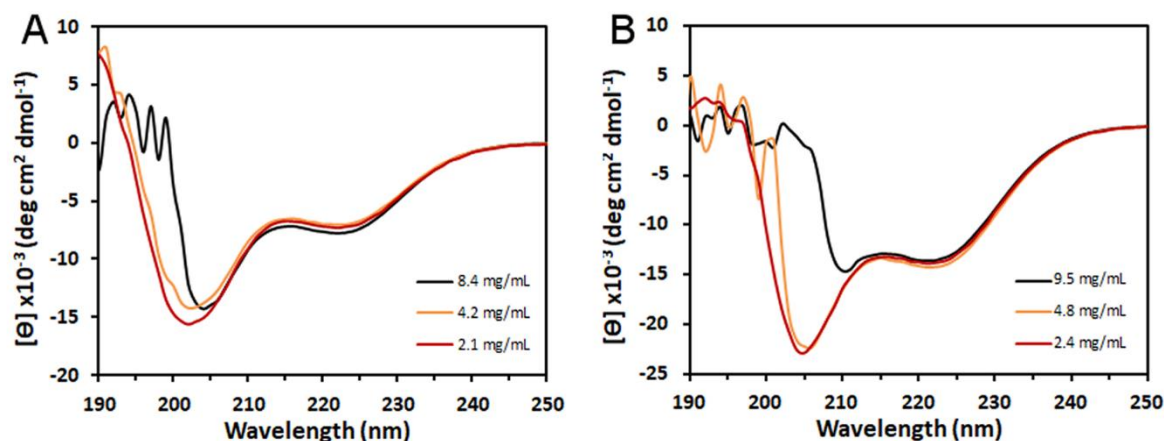 A
[Θ] x10⁻³ (deg cm² dmol⁻¹)
10
5
0
-5
-10
-15
-20
8.4 mg/mL
4.2 mg/mL
2.1 mg/mL
190 200 210 220 230 240 250
Wavelength (nm)
B
[Θ] x10⁻³ (deg cm² dmol⁻¹)
10
5
0
-5
-10
-15
-20
-25
9.5 mg/mL
4.8 mg/mL
2.4 mg/mL
190 200 210 220 230 240 250
Wavelength (nm)